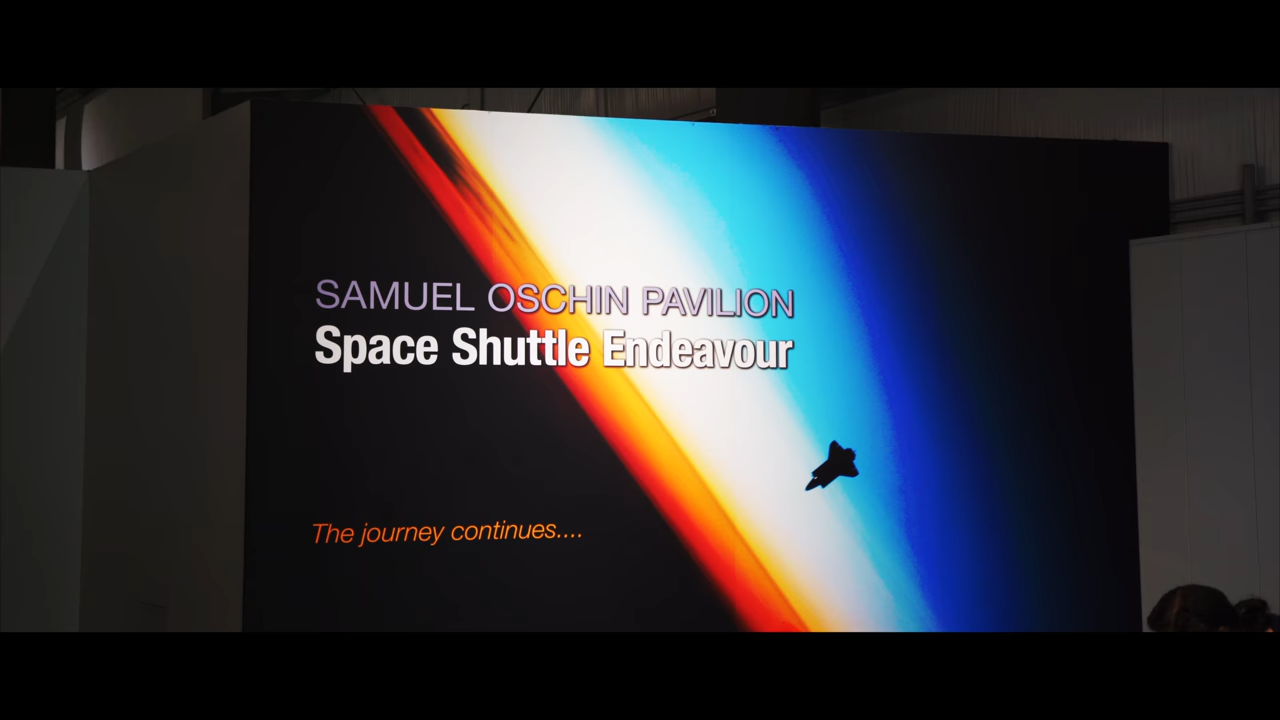 SAMUEL OSCHIN PAVILION
Space Shuttle Endeavour
The journey continues....